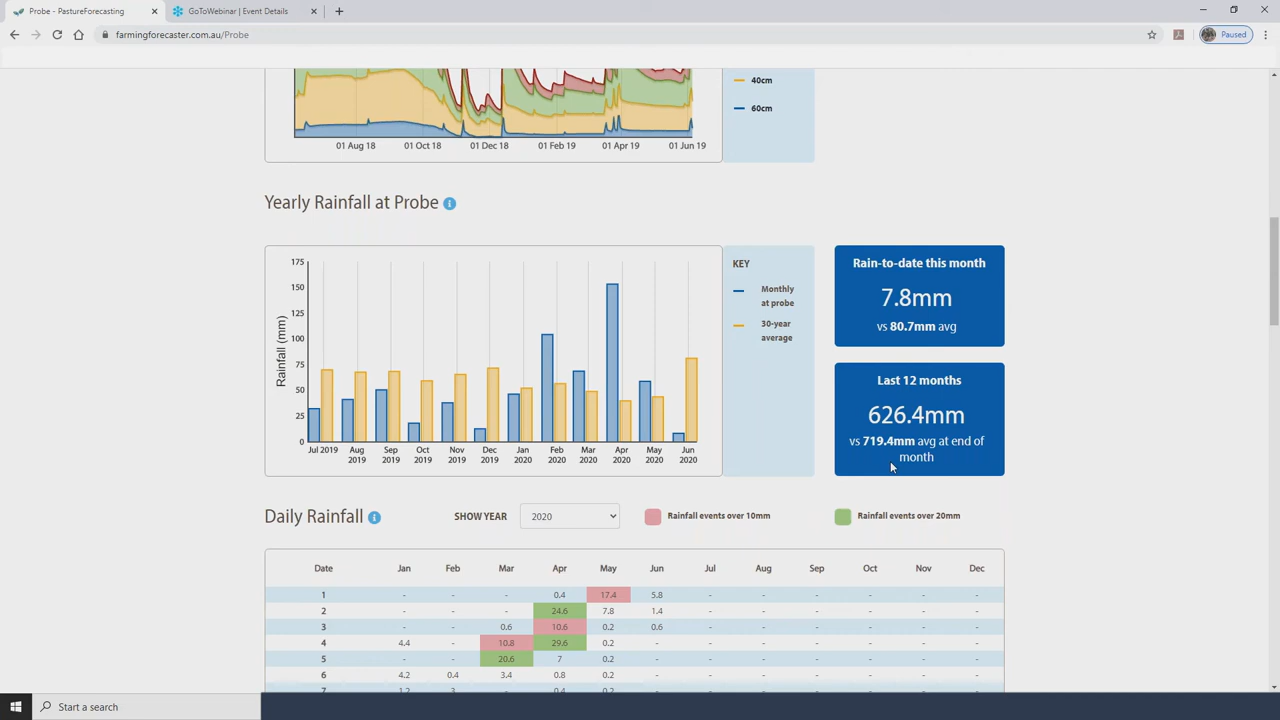 Probe - PastureForecasting
GoToWebinar | Event Details
farmingforecaster.com.au/Probe
Paused
40cm
60cm
01 Aug 18 01 Oct 18 01 Dec 18 01 Feb 19 01 Apr 19 01 Jun 19
Yearly Rainfall at Probe
Rainfall (mm)
175
150
125
100
75
50
25
0
Jul 2019 Aug 2019 Sep 2019 Oct 2019 Nov 2019 Dec 2019 Jan 2020 Feb 2020 Mar 2020 Apr 2020 May 2020 Jun 2020
KEY
Monthly
at probe
30-year
average
Rain-to-date this month
7.8mm
vs 80.7mm avg
Last 12 months
626.4mm
vs 719.4mm avg at end of
month
Daily Rainfall SHOW YEAR 2020 Rainfall events over 10mm Rainfall events over 20mm
Date Jan Feb Mar Apr May Jun Jul Aug Sep Oct Nov Dec
1 - - - 0.4 17.4 5.8 - - - - - -
2 - - - 24.6 7.8 1.4 - - - - - -
3 - - 0.6 10.6 0.2 0.6 - - - - - -
4 4.4 - 10.8 29.6 0.2 - - - - - - -
5 - - 20.6 7 0.2 - - - - - - -
6 4.2 0.4 3.4 0.8 0.2 - - - - - - -
7 1.2 3 - 0.4 0.2 - - - - - - -
Start a search